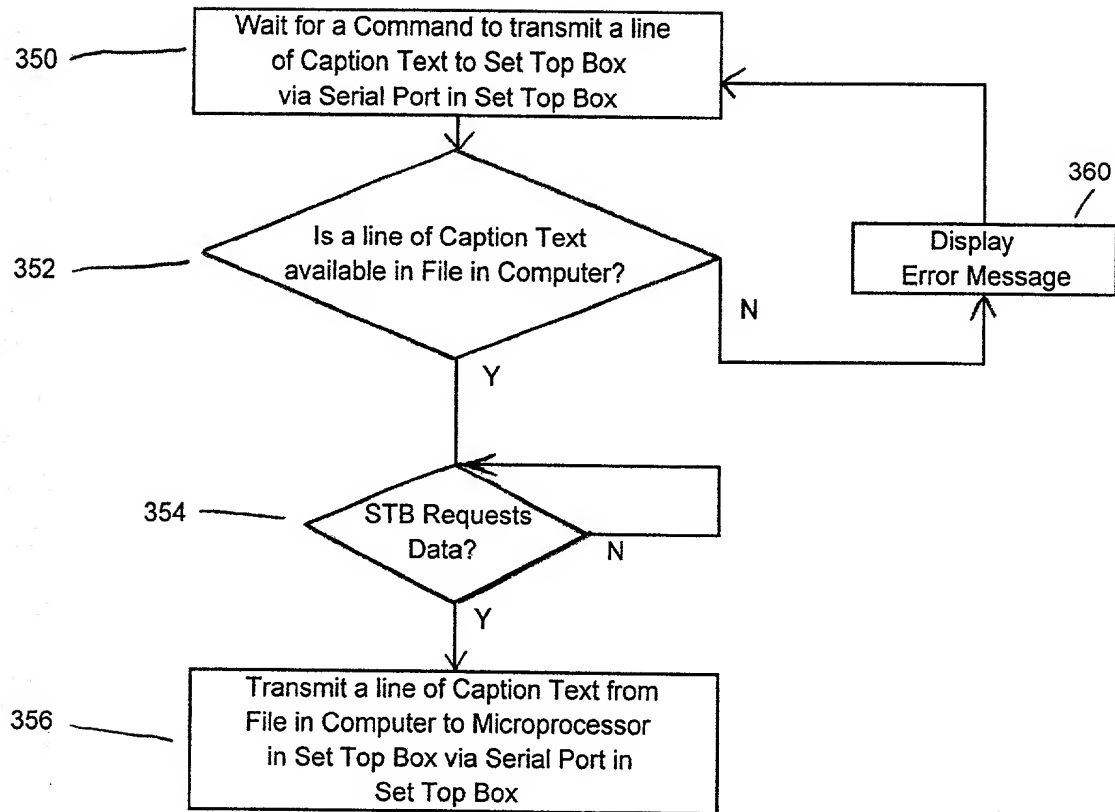 350
Wait for a Command to transmit a line
of Caption Text to Set Top Box
via Serial Port in Set Top Box
352
Is a line of Caption Text
available in File in Computer?
N
360
Display
Error Message
Y
354
STB Requests
Data?
N
Y
356
Transmit a line of Caption Text from
File in Computer to Microprocessor
in Set Top Box via Serial Port in
Set Top Box